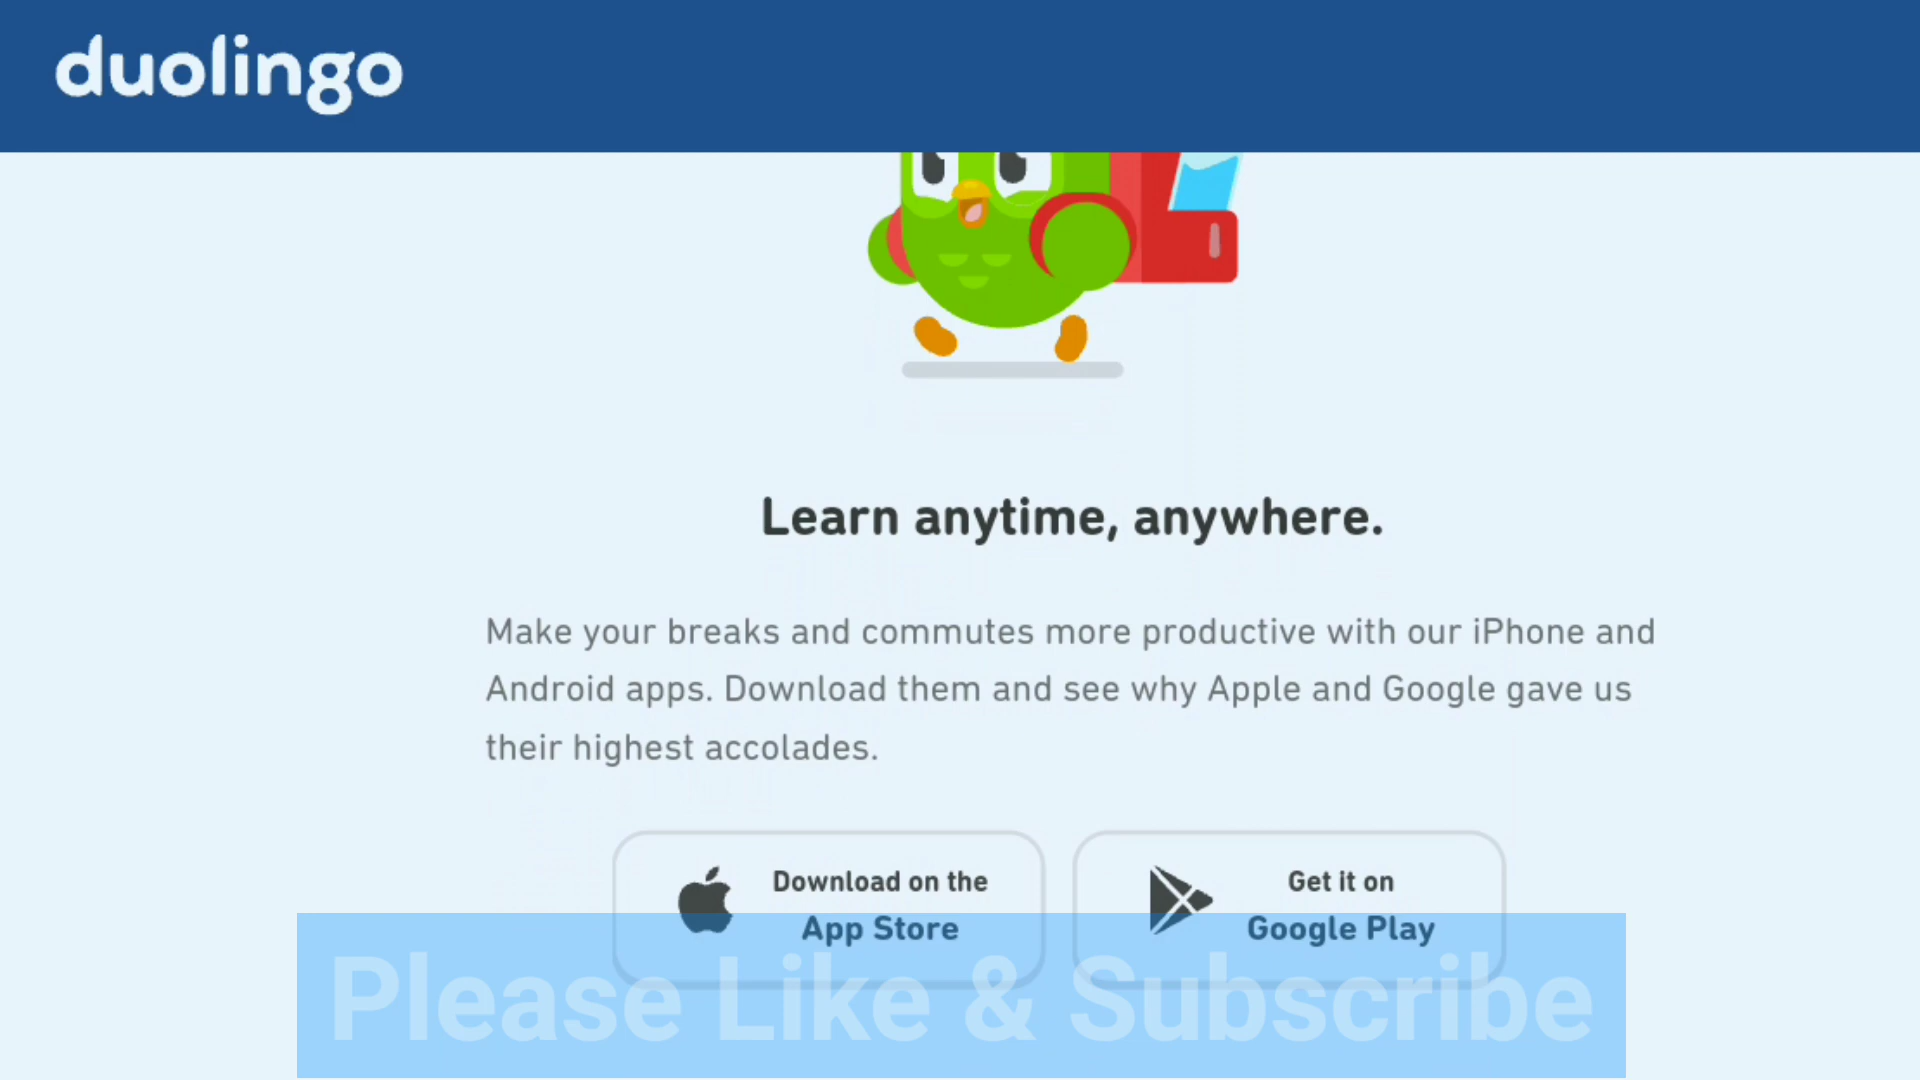 duolingo
Learn anytime, anywhere.
Make your breaks and commutes more productive with our iPhone and
Android apps. Download them and see why Apple and Google gave us
their highest accolades.
Download on the
App Store
Get it on
Google Play
Please Like & Subscribe